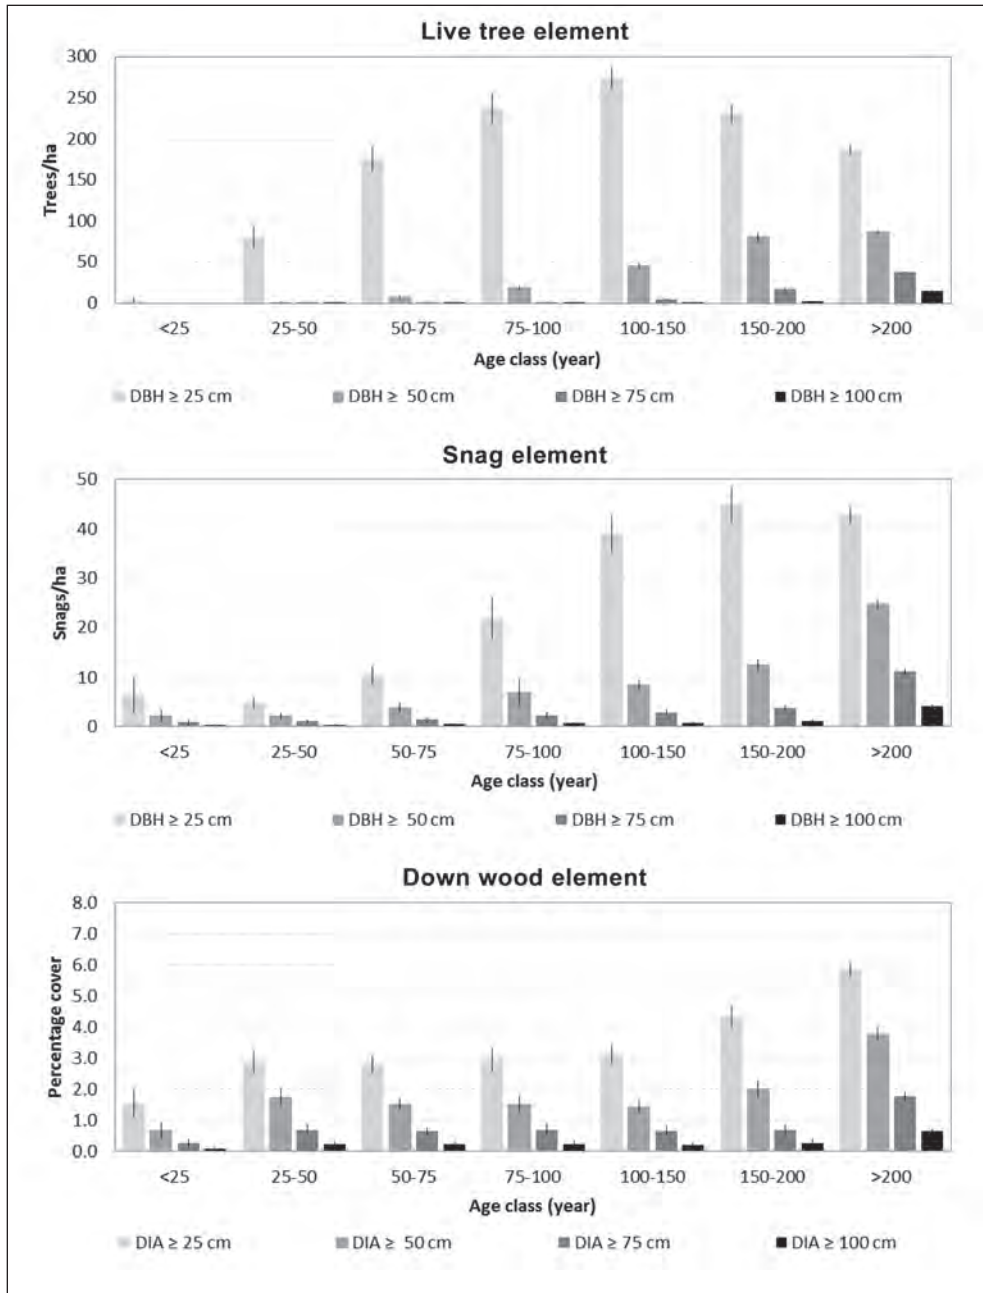 Live tree element
300
250
200
150
100
50
0
Trees/ha
<25 25-50 50-75 75-100 100-150 150-200 >200
Age class (year)
DBH ≥ 25 cm DBH ≥ 50 cm DBH ≥ 75 cm DBH ≥ 100 cm
Snag element
50
40
30
20
10
0
Snags/ha
<25 25-50 50-75 75-100 100-150 150-200 >200
Age class (year)
DBH ≥ 25 cm DBH ≥ 50 cm DBH ≥ 75 cm DBH ≥ 100 cm
Down wood element
8.0
7.0
6.0
5.0
4.0
3.0
2.0
1.0
0.0
Percentage cover
<25 25-50 50-75 75-100 100-150 150-200 >200
Age class (year)
DIA ≥ 25 cm DIA ≥ 50 cm DIA ≥ 75 cm DIA ≥ 100 cm